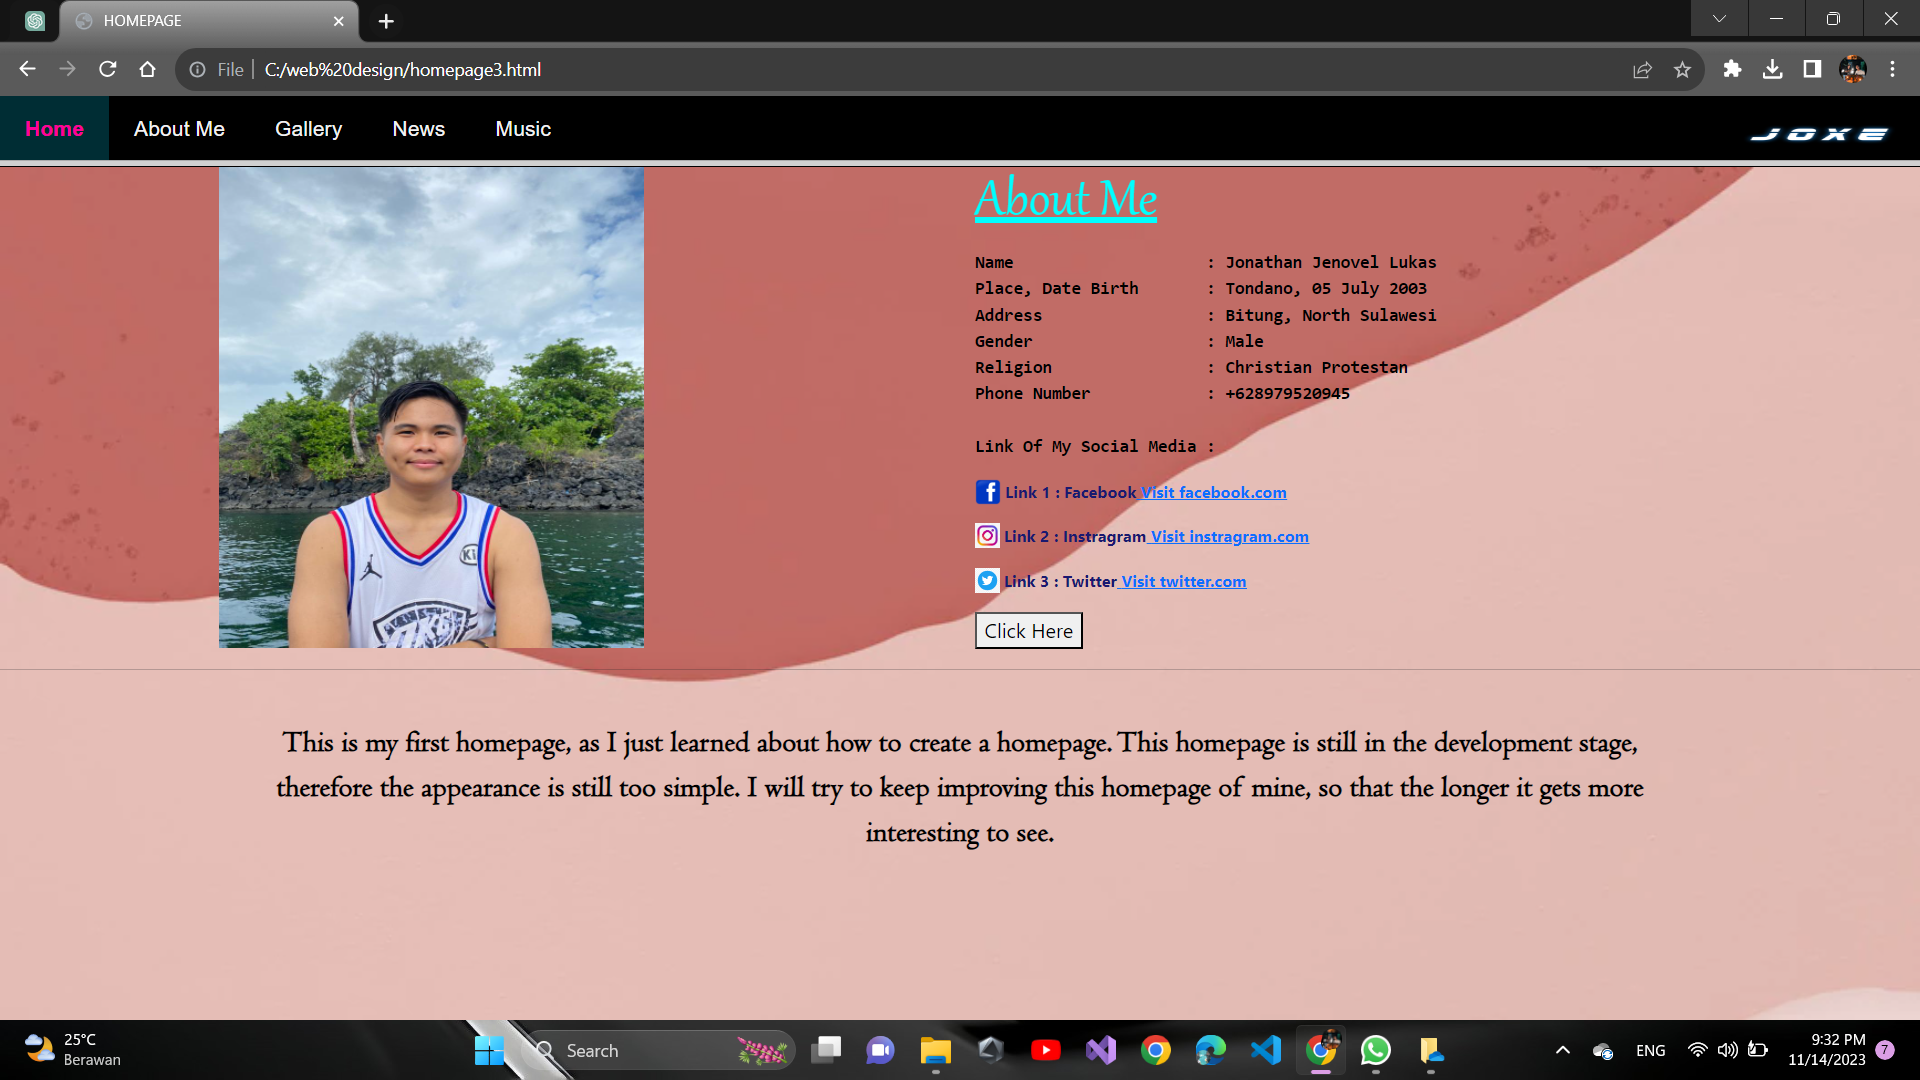 HOMEPAGE
File
C:/web%20design/homepage3.html
Home
About Me
Gallery
News
Music
JOXE
About Me
Name : Jonathan Jenovel Lukas
Place, Date Birth : Tondano, 05 July 2003
Address : Bitung, North Sulawesi
Gender : Male
Religion : Christian Protestan
Phone Number : +628979520945
Link Of My Social Media :
Link 1 : Facebook Visit facebook.com
Link 2 : Instragram Visit instragram.com
Link 3 : Twitter Visit twitter.com
Click Here
This is my first homepage, as I just learned about how to create a homepage. This homepage is still in the development stage,
therefore the appearance is still too simple. I will try to keep improving this homepage of mine, so that the longer it gets more
interesting to see.
25°C
Berawan
Search
ENG
9:32 PM
11/14/2023
7